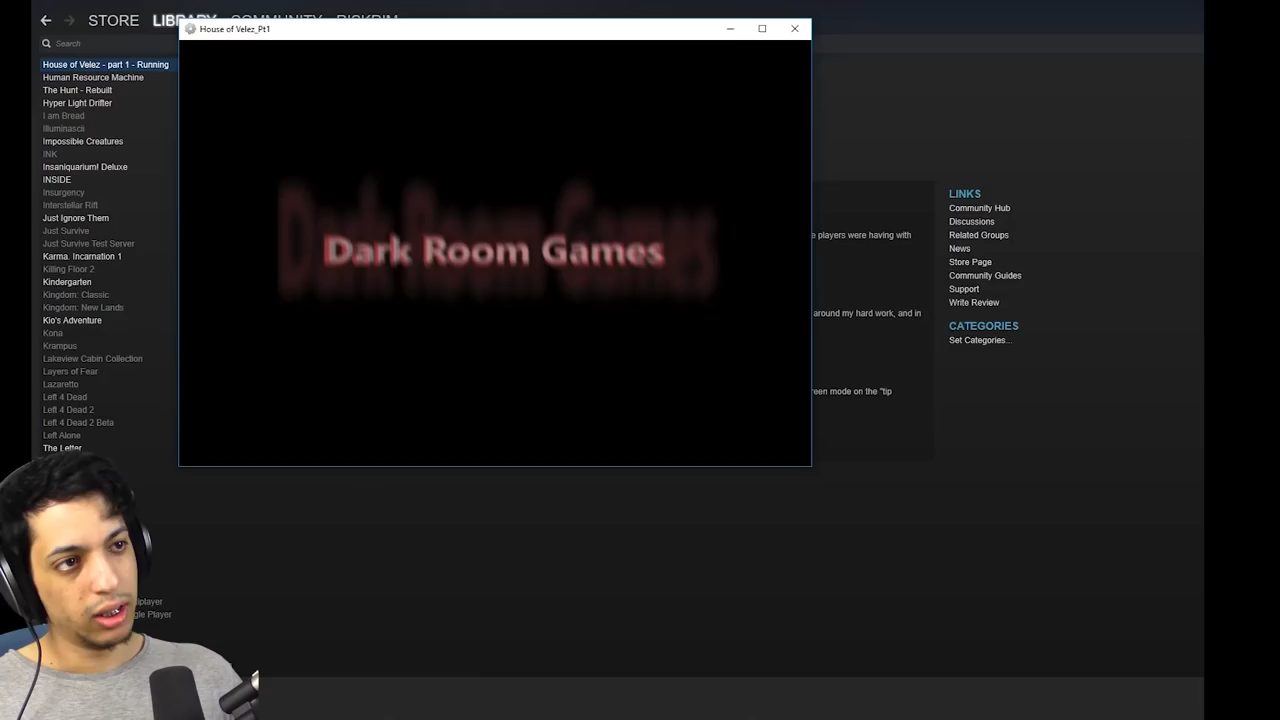 STORE LIBRARY COMMUNITY
House of Velez_Pt1
Search
House of Velez - part 1 - Running
Human Resource Machine
The Hunt - Rebuilt
Hyper Light Drifter
I am Bread
Illuminascii
Impossible Creatures
INK
Insaniquarium! Deluxe
INSIDE
Insurgency
Interstellar Rift
Just Ignore Them
Just Survive
Just Survive Test Server
Karma. Incarnation 1
Killing Floor 2
Kindergarten
Kingdom: Classic
Kingdom: New Lands
Kio's Adventure
Kona
Krampus
Lakeview Cabin Collection
Layers of Fear
Lazaretto
Left 4 Dead
Left 4 Dead 2
Left 4 Dead 2 Beta
Left Alone
The Letter
Dark Room Games
e players were having with
around my hard work, and in
een mode on the "tip
LINKS
Community Hub
Discussions
Related Groups
News
Store Page
Community Guides
Support
Write Review
CATEGORIES
Set Categories...
iplayer
gle Player